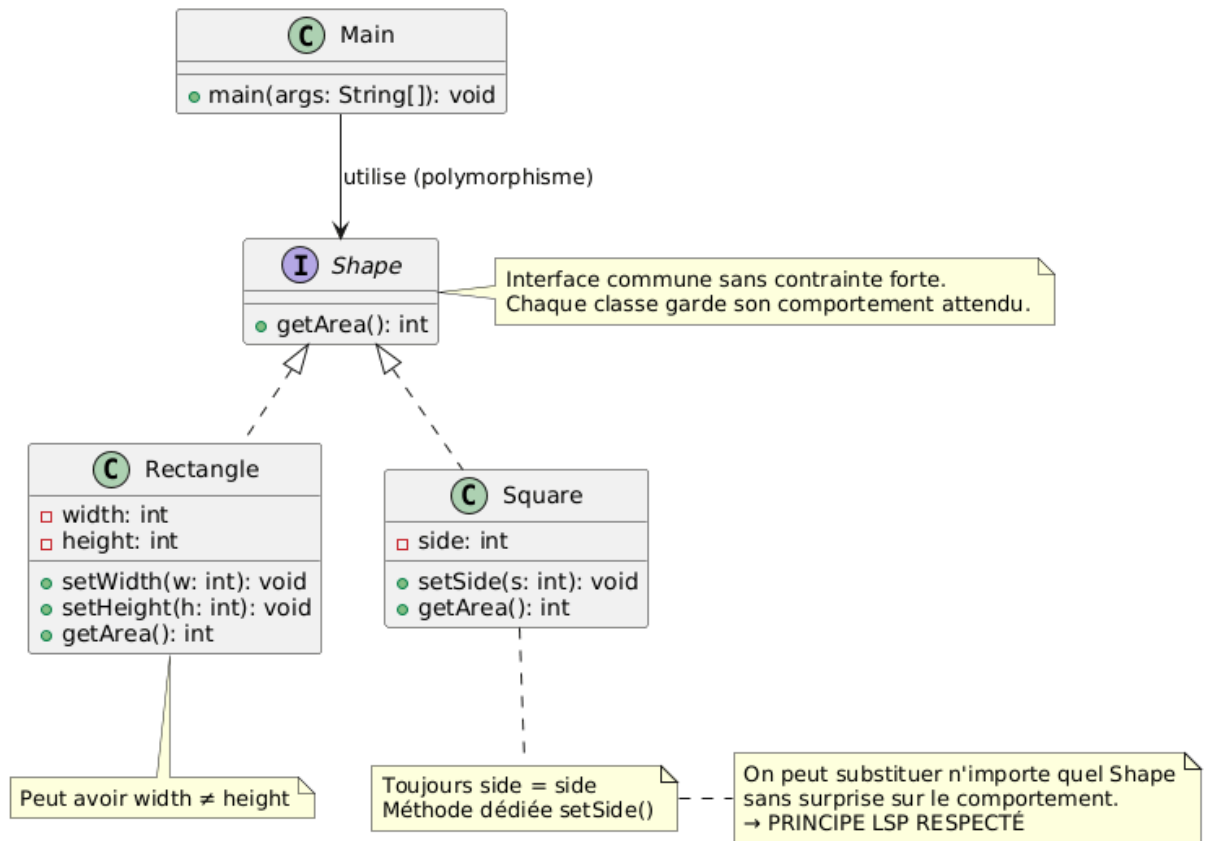 C Main
main(args: String[]): void
utilise (polymorphisme)
I Shape
getArea(): int
Interface commune sans contrainte forte.
Chaque classe garde son comportement attendu.
C Rectangle
width: int
height: int
setWidth(w: int): void
setHeight(h: int): void
getArea(): int
C Square
side: int
setSide(s: int): void
getArea(): int
Peut avoir width ≠ height
Toujours side = side
Méthode dédiée setSide()
On peut substituer n'importe quel Shape
sans surprise sur le comportement.
→ PRINCIPE LSP RESPECTÉ